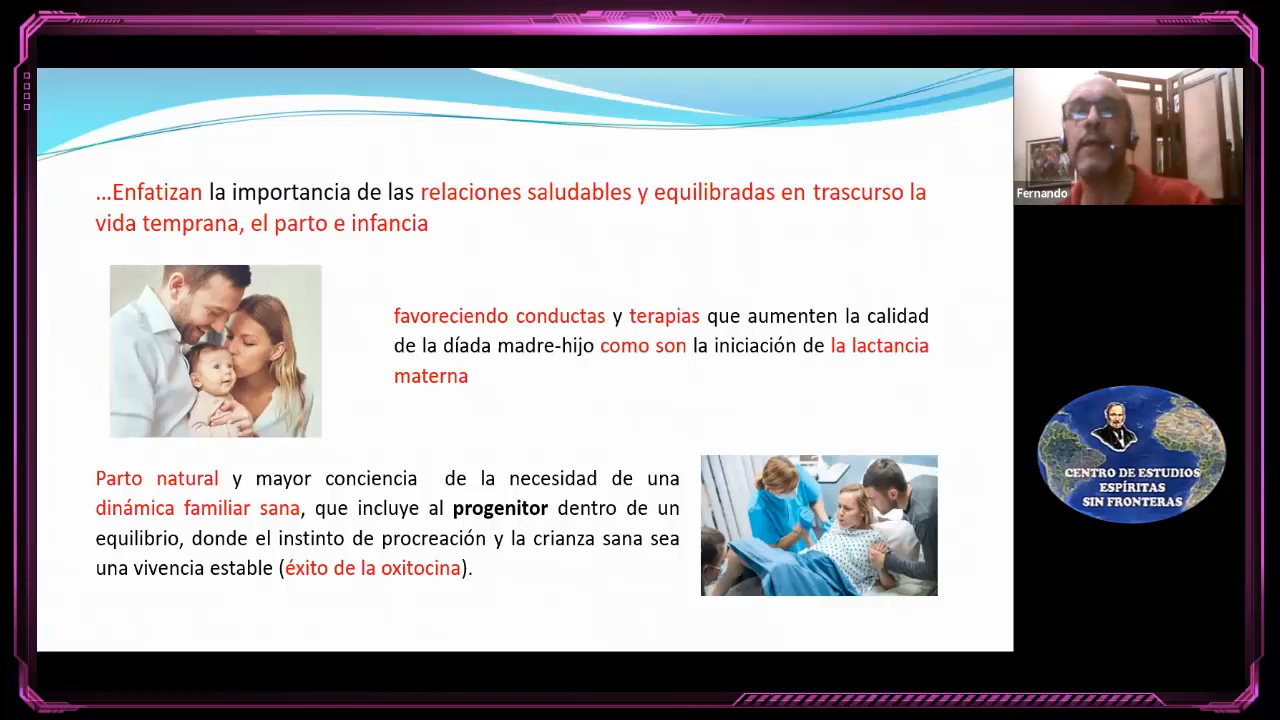 ...Enfatizan la importancia de las relaciones saludables y equilibradas en trascurso la
vida temprana, el parto e infancia
favoreciendo conductas y terapias que aumenten la calidad
de la díada madre-hijo como son la iniciación de la lactancia
materna
Parto natural y mayor conciencia de la necesidad de una
dinámica familiar sana, que incluye al progenitor dentro de un
equilibrio, donde el instinto de procreación y la crianza sana sea
una vivencia estable (éxito de la oxitocina).
Fernando
CENTRO DE ESTUDIOS
ESPÍRITAS
SIN FRONTERAS